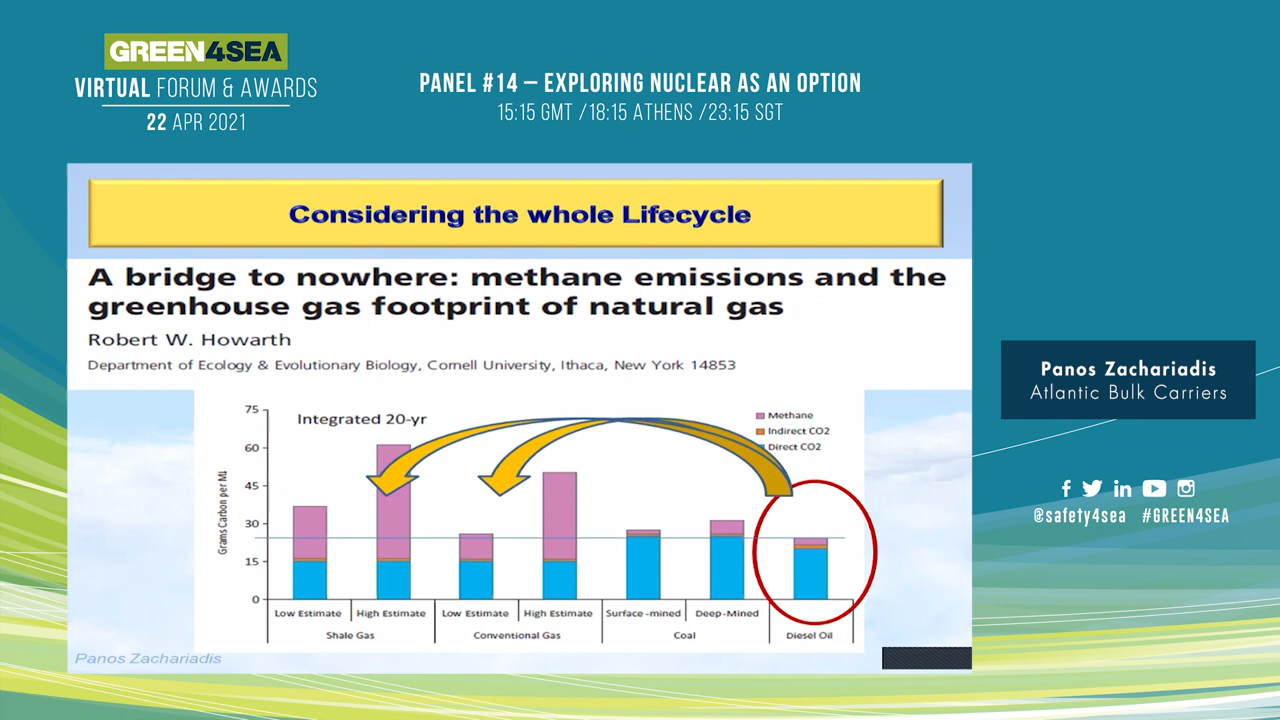 GREEN4SEA
VIRTUAL FORUM & AWARDS
22 APR 2021
PANEL #14 – EXPLORING NUCLEAR AS AN OPTION
15:15 GMT /18:15 ATHENS /23:15 SGT
Considering the whole Lifecycle
A bridge to nowhere: methane emissions and the
greenhouse gas footprint of natural gas
Robert W. Howarth
Department of Ecology & Evolutionary Biology, Cornell University, Ithaca, New York 14853
Integrated 20-yr
Methane
Indirect CO2
Direct CO2
Grams Carbon per MJ
75
60
45
30
15
0
Low Estimate High Estimate Low Estimate High Estimate Surface -mined Deep-Mined
Shale Gas Conventional Gas Coal Diesel Oil
Panos Zachariadis
Panos Zachariadis
Atlantic Bulk Carriers
@safety4sea #GREEN4SEA